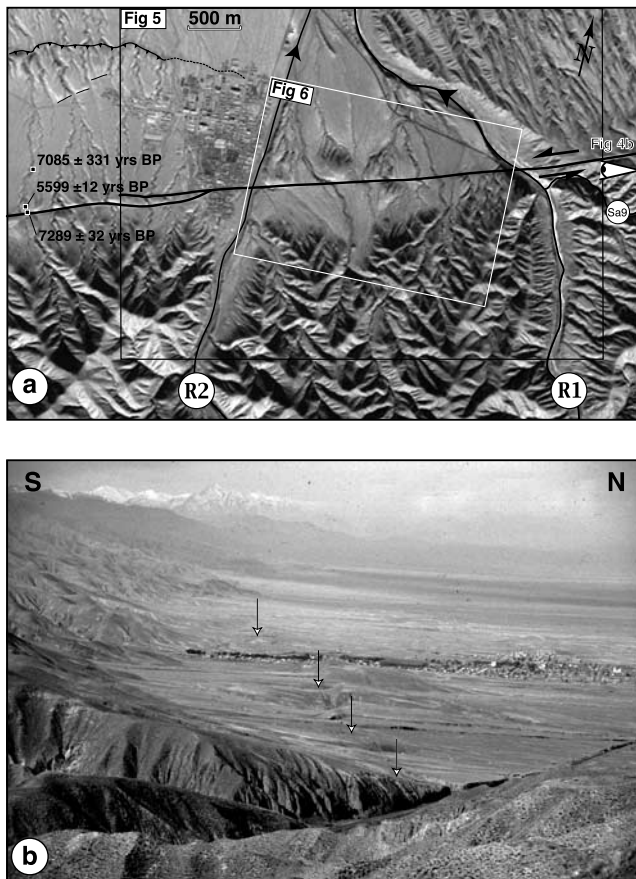 Fig 5
500 m
N
Fig 6
Fig 4b
7085 ± 331 yrs BP
5599 ±12 yrs BP
Sa9
7289 ± 32 yrs BP
a
R2
R1
S
N
b